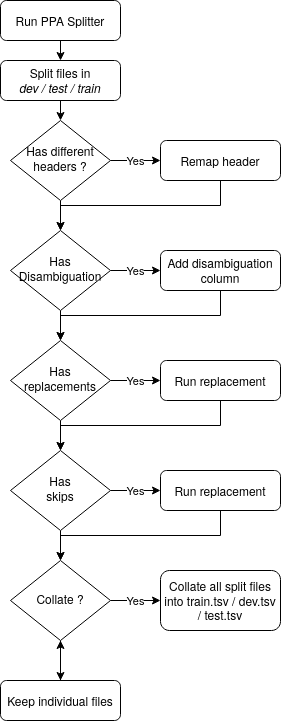 Run PPA Splitter
Split files in
dev / test / train
Has different
headers ?
Yes
Remap header
Has
Disambiguation
Yes
Add disambiguation
column
Has
replacements
Yes
Run replacement
Has
skips
Yes
Run replacement
Collate ?
Yes
Collate all split files
into train.tsv / dev.tsv
/ test.tsv
Keep individual files